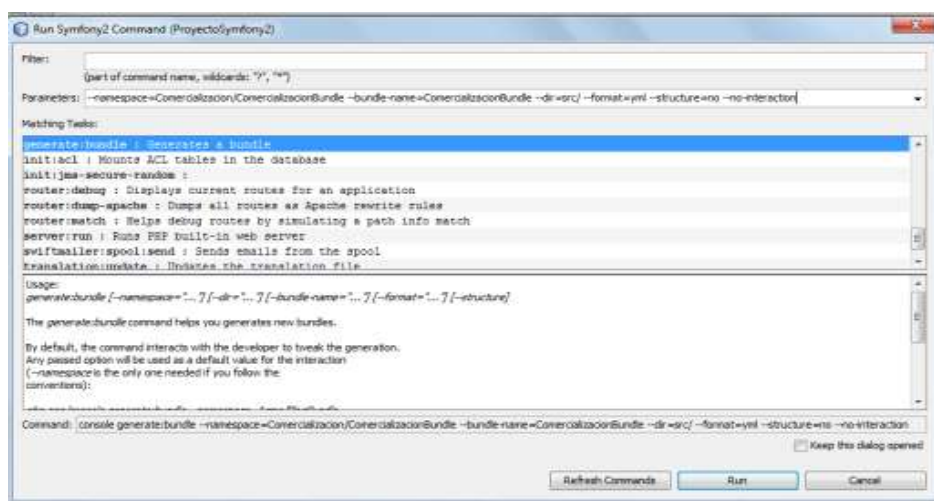 Run Symfony2 Command (ProyectoSymfony2)
Filter:
(part of command name, wildcards: "?", "*")
Parameters: --namespace=Comercializacion/ComercializacionBundle --bundle-name=ComercializacionBundle --dir=src/ --format=yml --structure=no --no-interaction
Matching Tasks:
generate:bundle : Generates a bundle
init:acl : Mounts ACL tables in the database
init:jms-secure-random :
router:debug : Displays current routes for an application
router:dump-apache : Dumps all routes as Apache rewrite rules
router:match : Helps debug routes by simulating a path info match
server:run : Runs PHP built-in web server
swiftmailer:spool:send : Sends emails from the spool
translation:update : Updates the translation file
Usage:
generate:bundle [--namespace="..."] [--dir="..."] [--bundle-name="..."] [--format="..."] [--structure]
The generate:bundle command helps you generates new bundles.
By default, the command interacts with the developer to tweak the generation.
Any passed option will be used as a default value for the interaction
(--namespace is the only one needed if you follow the
conventions):
Command: console generate:bundle --namespace=Comercializacion/ComercializacionBundle --bundle-name=ComercializacionBundle --dir=src/ --format=yml --structure=no --no-interaction
Keep this dialog opened
Refresh Commands Run Cancel